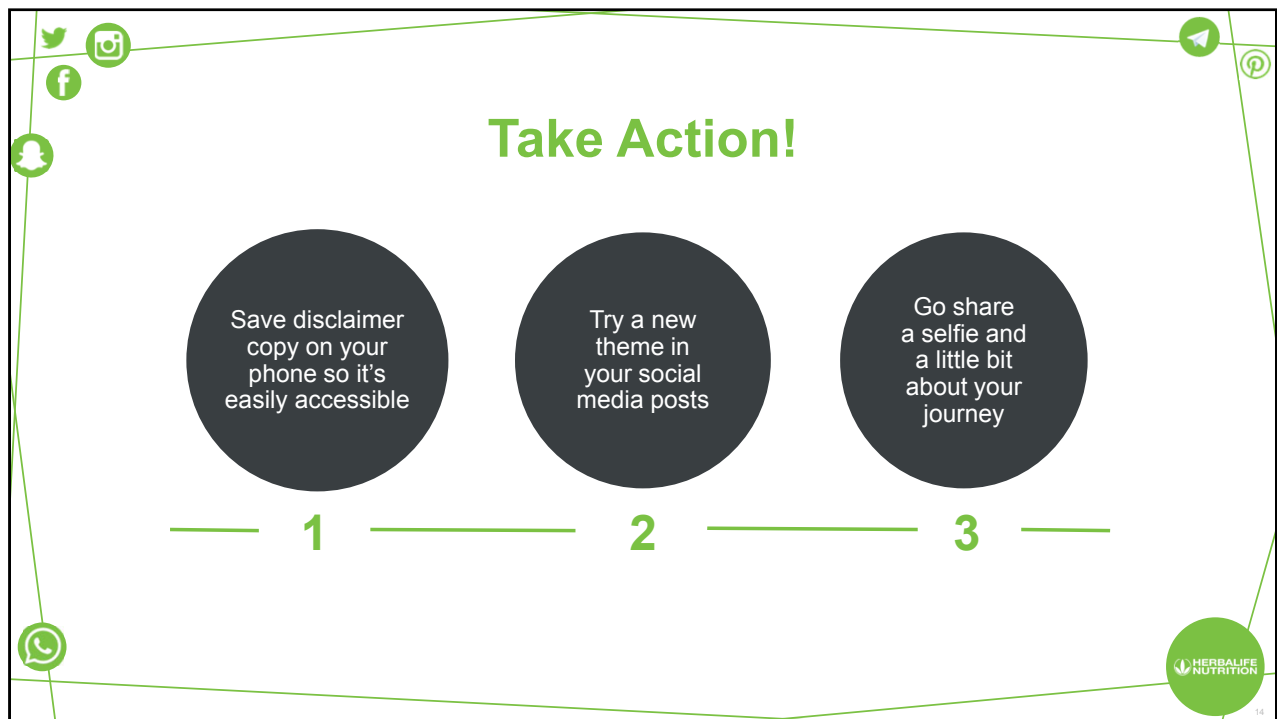 Take Action!
Save disclaimer
copy on your
phone so it’s
easily accessible
Try a new
theme in
your social
media posts
Go share
a selfie and
a little bit
about your
journey
1
2
3
HERBALIFE
NUTRITION
14